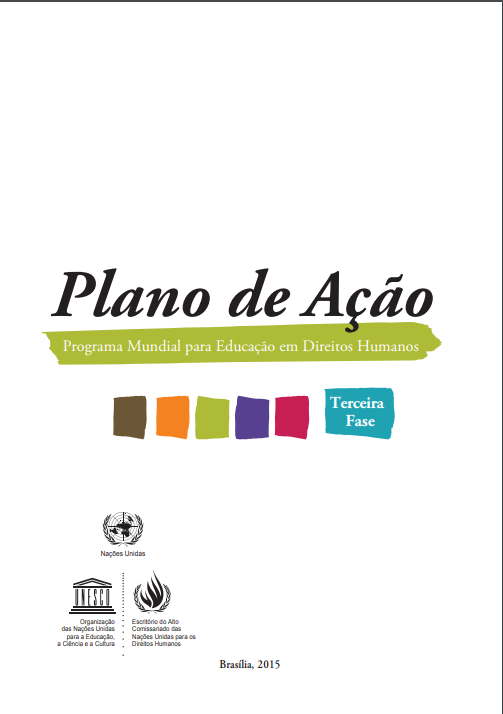 Plano de Ação
Programa Mundial para Educação em Direitos Humanos
Terceira
Fase
Nações Unidas
UNESCO
Organização
das Nações Unidas
para a Educação,
a Ciência e a Cultura
Escritório do Alto
Comissariado das
Nações Unidas para os
Direitos Humanos
Brasília, 2015